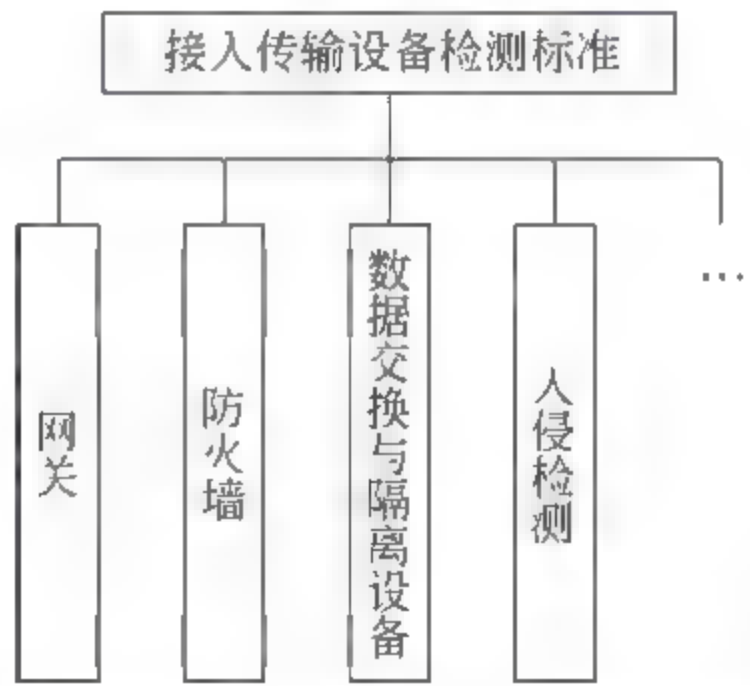 接入传输设备检测标准
网关
防火墙
数据交换与隔离设备
入侵检测
…